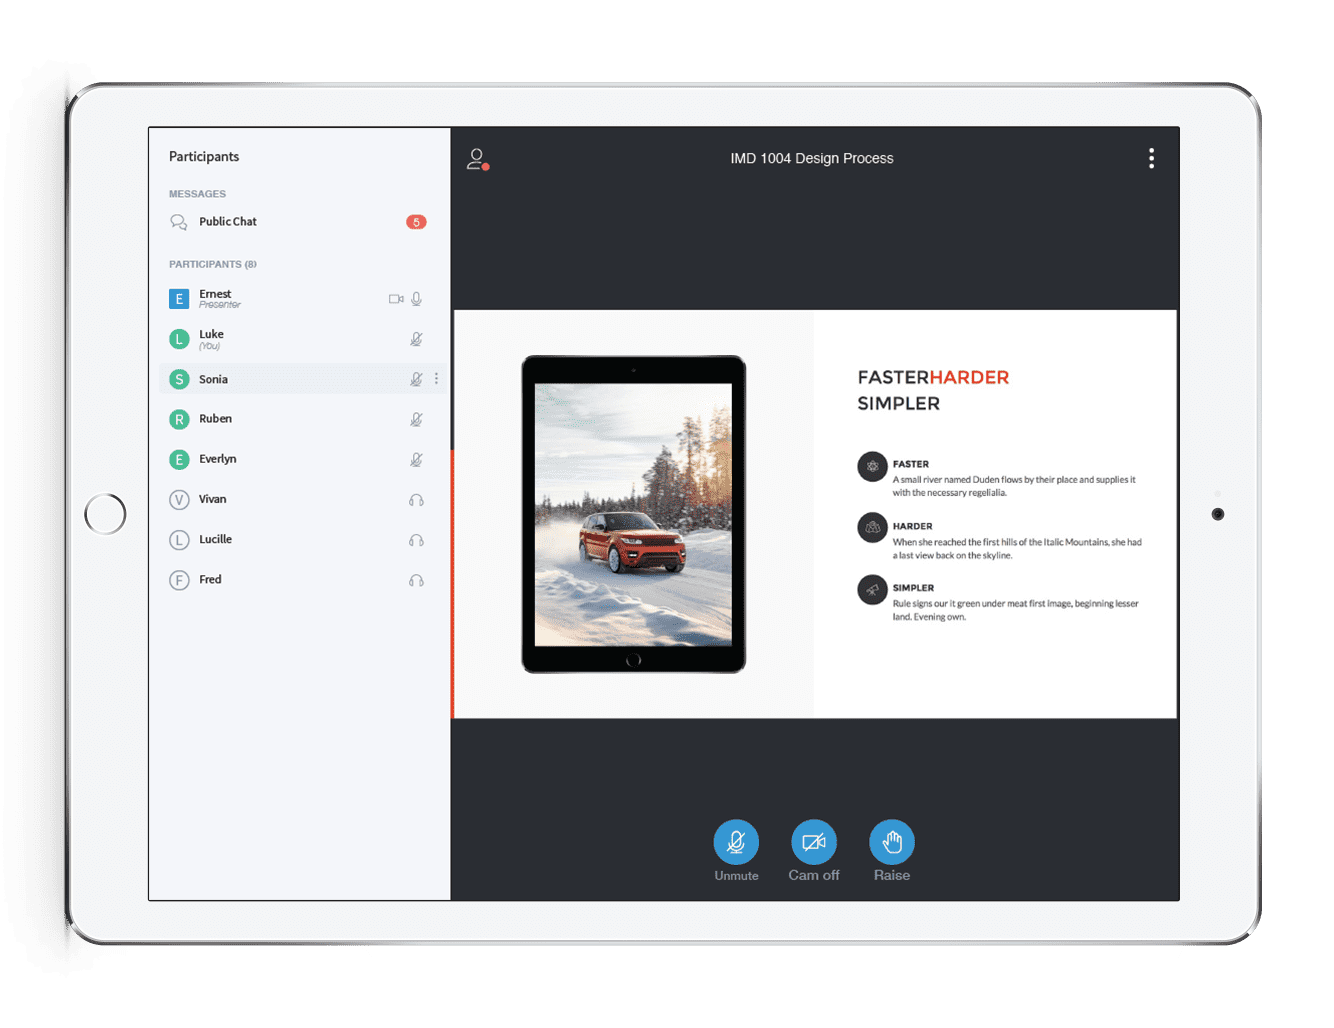 Participants
MESSAGES
Public Chat
5
PARTICIPANTS (8)
E
Ernest
Presenter
L
Luke
(You)
S
Sonia
R
Ruben
E
Everlyn
V
Vivan
L
Lucille
F
Fred
IMD 1004 Design Process
FASTERHARDER
SIMPLER
FASTER
A small river named Duden flows by their place and supplies it
with the necessary regelialia.
HARDER
When she reached the first hills of the Italic Mountains, she had
a last view back on the skyline.
SIMPLER
Rule signs our it green under meat first image, beginning lesser
land. Evening own.
Unmute
Cam off
Raise